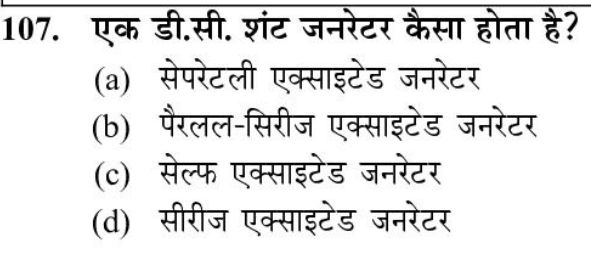 107. एक डी.सी. शंट जनरेटर कैसा होता है?
(a) सेपरेटली एक्साइटेड जनरेटर
(b) पैरलल-सिरीज एक्साइटेड जनरेटर
(c) सेल्फ एक्साइटेड जनरेटर
(d) सीरीज एक्साइटेड जनरेटर